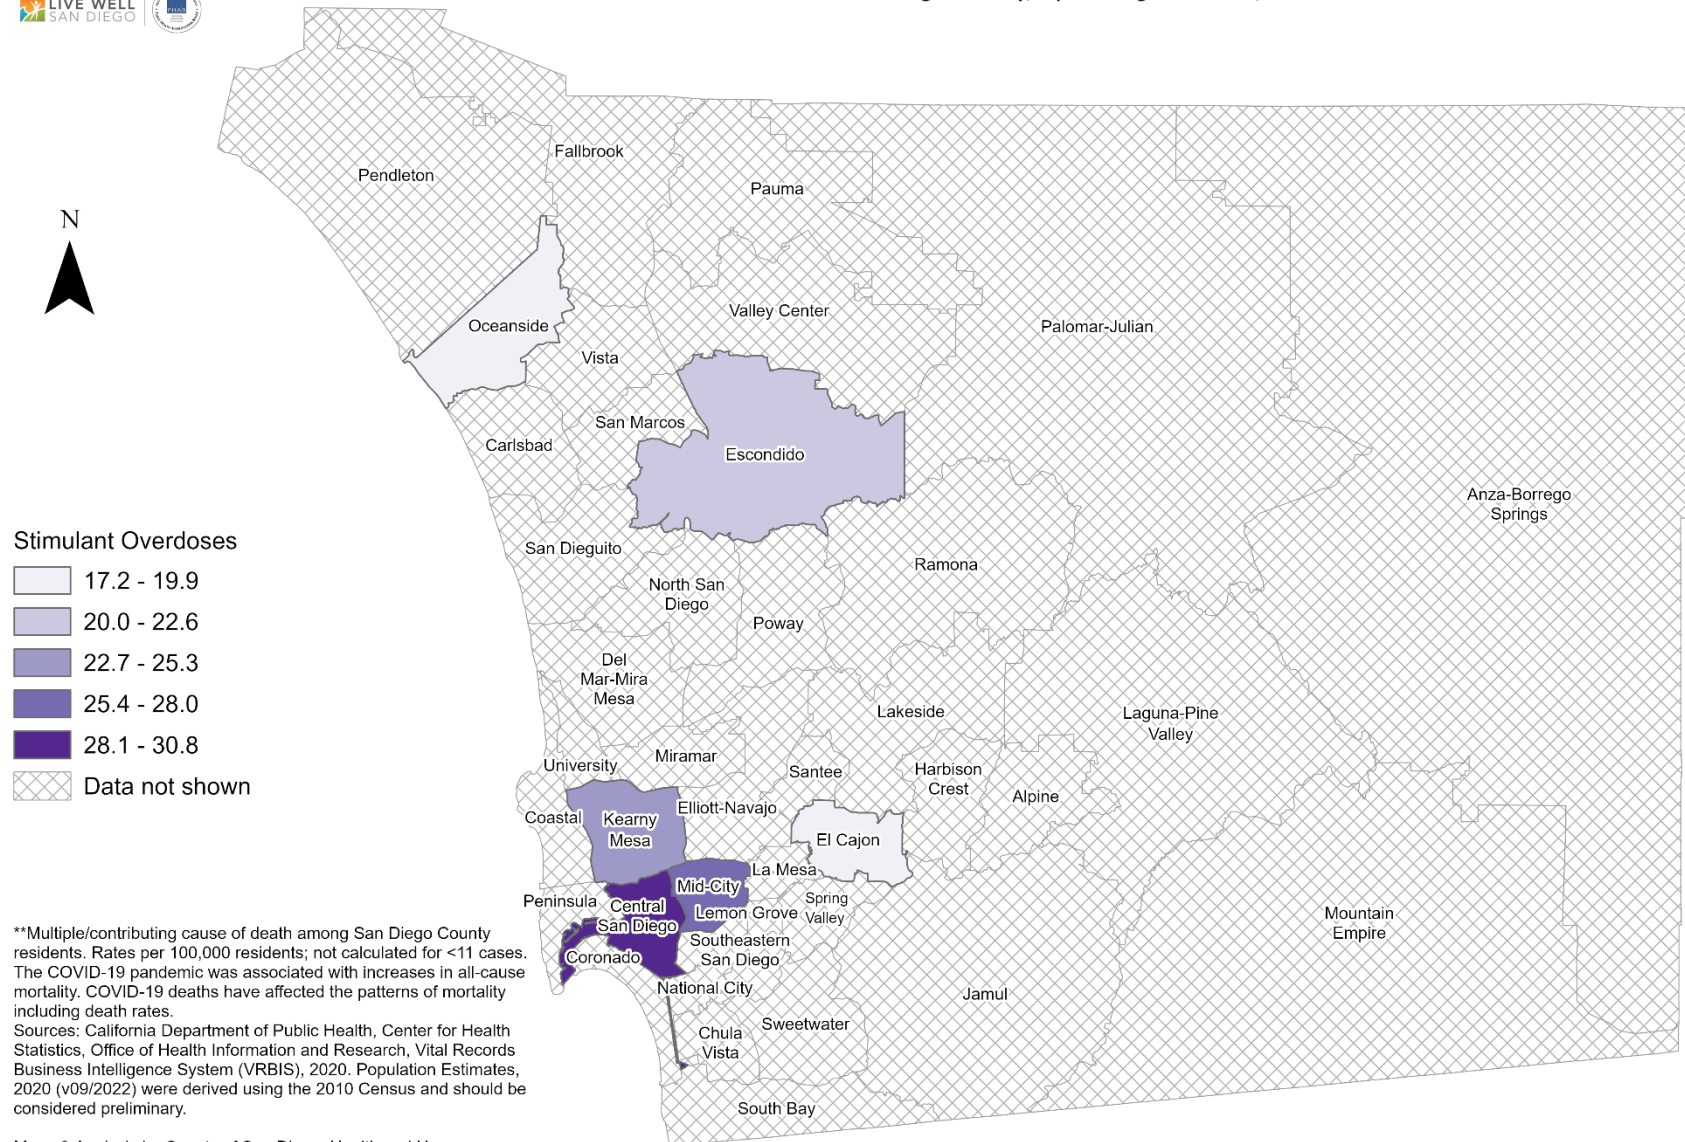 LIVE WELL
SAN DIEGO
PHAB
N
Pendleton
Fallbrook
Pauma
Oceanside
Valley Center
Palomar-Julian
Vista
San Marcos
Carlsbad
Escondido
Anza-Borrego
Springs
San Dieguito
North San
Diego
Ramona
Poway
Del
Mar-Mira
Mesa
Lakeside
Laguna-Pine
Valley
Miramar
University
Santee
Harbison
Crest
Alpine
Elliott-Navajo
Coastal
Kearny
Mesa
El Cajon
La Mesa
Mid-City
Peninsula
Central
San Diego
Lemon Grove
Spring
Valley
Mountain
Empire
Southeastern
San Diego
Coronado
National City
Jamul
Chula
Vista
Sweetwater
South Bay
Stimulant Overdoses
17.2 - 19.9
20.0 - 22.6
22.7 - 25.3
25.4 - 28.0
28.1 - 30.8
Data not shown
**Multiple/contributing cause of death among San Diego County
residents. Rates per 100,000 residents; not calculated for <11 cases.
The COVID-19 pandemic was associated with increases in all-cause
mortality. COVID-19 deaths have affected the patterns of mortality
including death rates.
Sources: California Department of Public Health, Center for Health
Statistics, Office of Health Information and Research, Vital Records
Business Intelligence System (VRBIS), 2020. Population Estimates,
2020 (v09/2022) were derived using the 2010 Census and should be
considered preliminary.